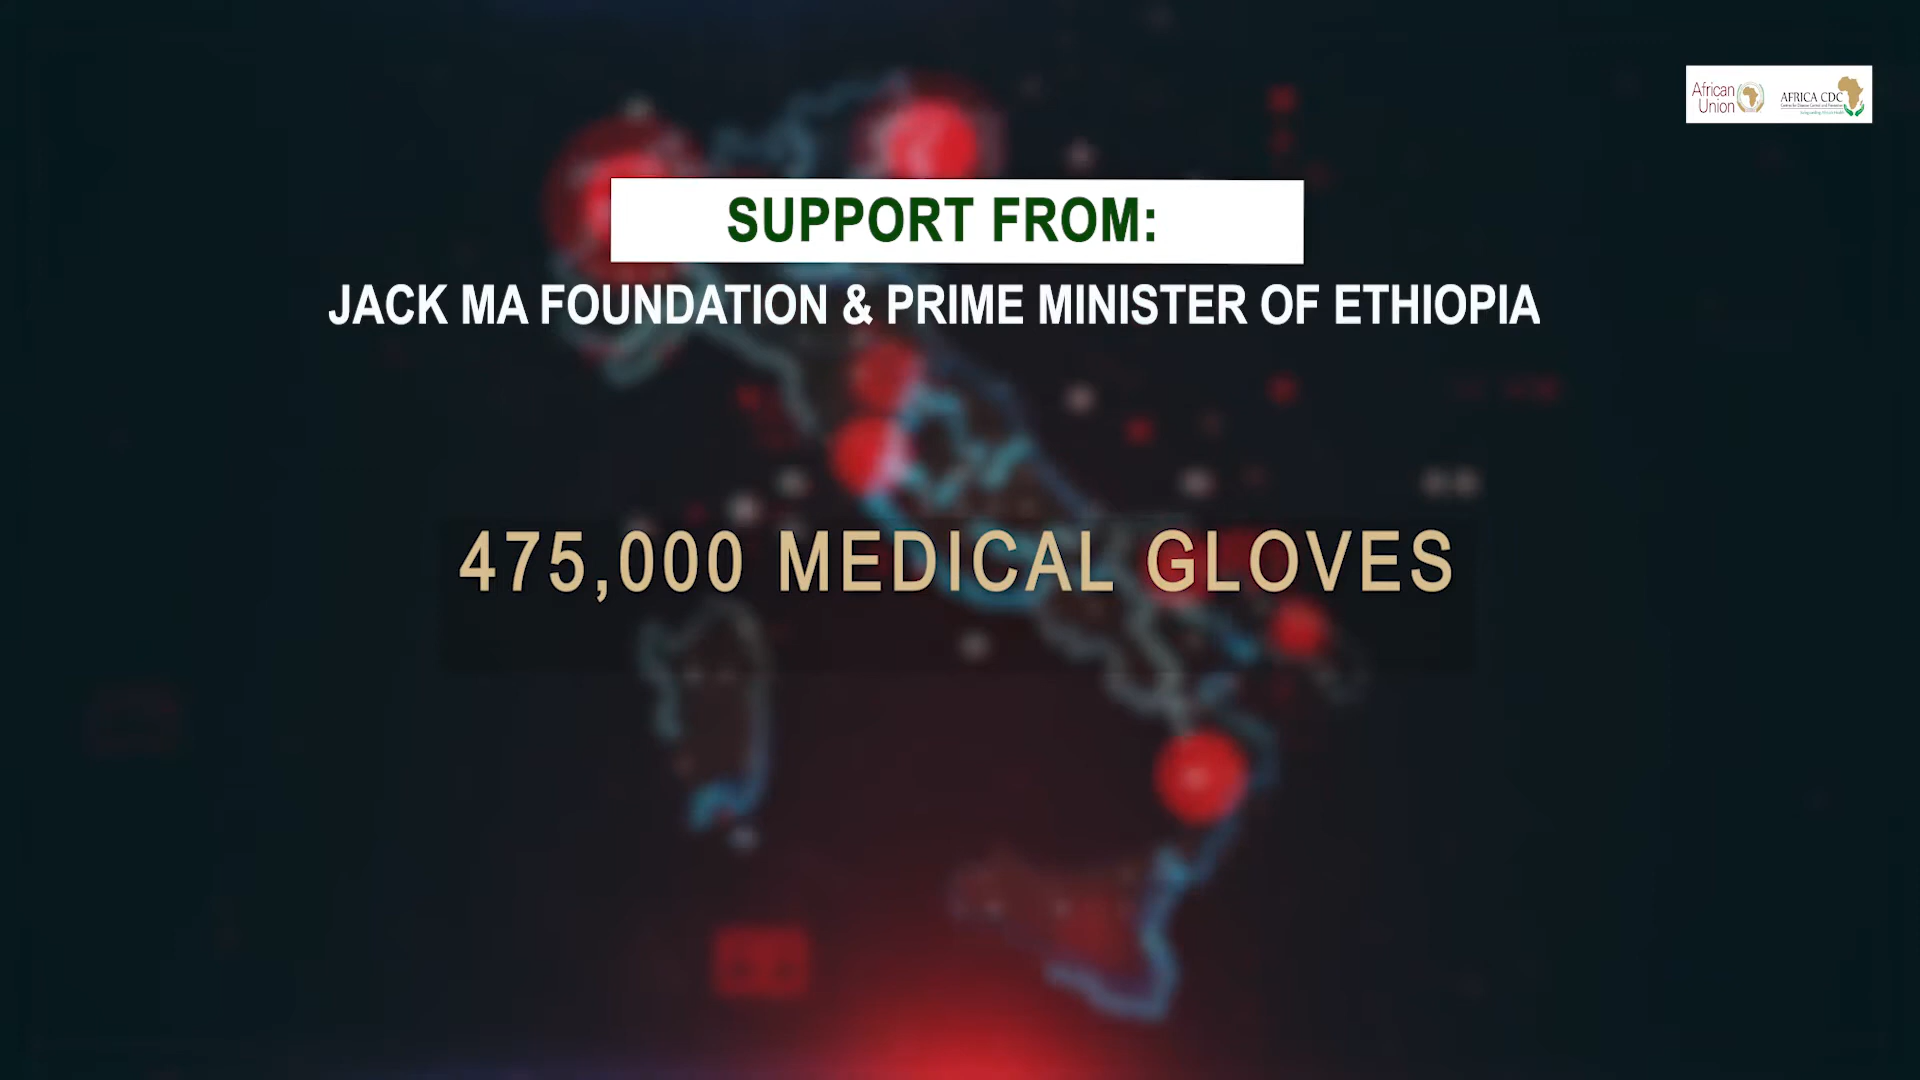 African
Union
AFRICA CDC
SUPPORT FROM:
JACK MA FOUNDATION & PRIME MINISTER OF ETHIOPIA
475,000 MEDICAL GLOVES